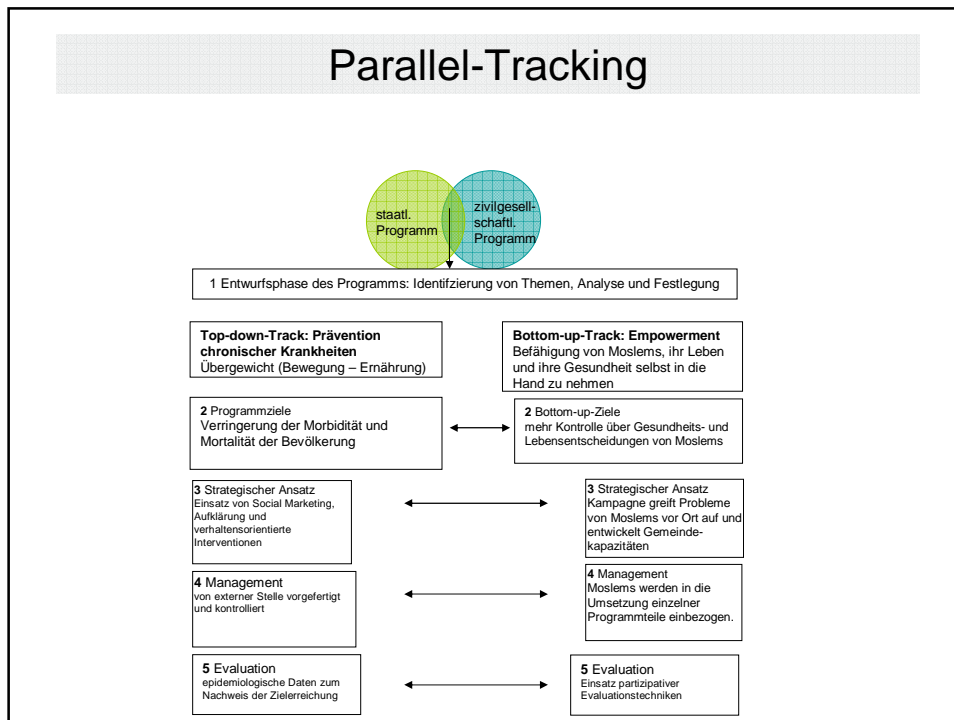 Parallel-Tracking
staatl.
Programm
zivilgesell-
schaftl.
Programm
1 Entwurfsphase des Programms: Identifzierung von Themen, Analyse und Festlegung
Top-down-Track: Prävention
chronischer Krankheiten
Übergewicht (Bewegung – Ernährung)
Bottom-up-Track: Empowerment
Befähigung von Moslems, ihr Leben
und ihre Gesundheit selbst in die
Hand zu nehmen
2 Programmziele
Verringerung der Morbidität und
Mortalität der Bevölkerung
2 Bottom-up-Ziele
mehr Kontrolle über Gesundheits- und
Lebensentscheidungen von Moslems
3 Strategischer Ansatz
Einsatz von Social Marketing,
Aufklärung und
verhaltensorientierte
Interventionen
3 Strategischer Ansatz
Kampagne greift Probleme
von Moslems vor Ort auf und
entwickelt Gemeinde-
kapazitäten
4 Management
von externer Stelle vorgefertigt
und kontrolliert
4 Management
Moslems werden in die
Umsetzung einzelner
Programmteile einbezogen.
5 Evaluation
epidemiologische Daten zum
Nachweis der Zielerreichung
5 Evaluation
Einsatz partizipativer
Evaluationstechniken